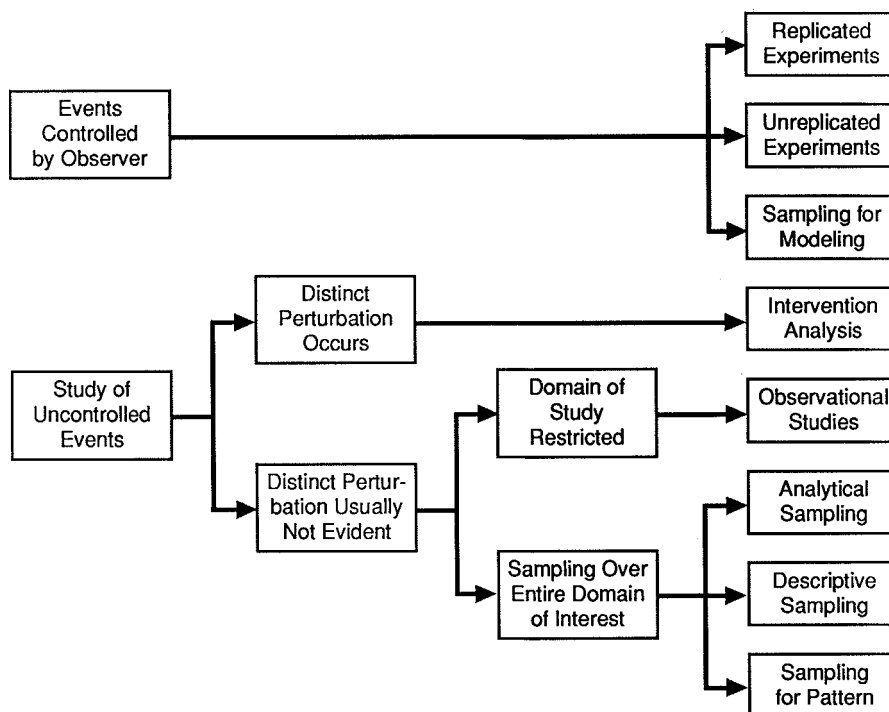 Replicated
Experiments
Events
Controlled
by Observer
Unreplicated
Experiments
Sampling for
Modeling
Distinct
Perturbation
Occurs
Intervention
Analysis
Study of
Uncontrolled
Events
Domain of
Study
Restricted
Observational
Studies
Distinct Pertur-
bation Usually
Not Evident
Analytical
Sampling
Sampling Over
Entire Domain
of Interest
Descriptive
Sampling
Sampling
for Pattern